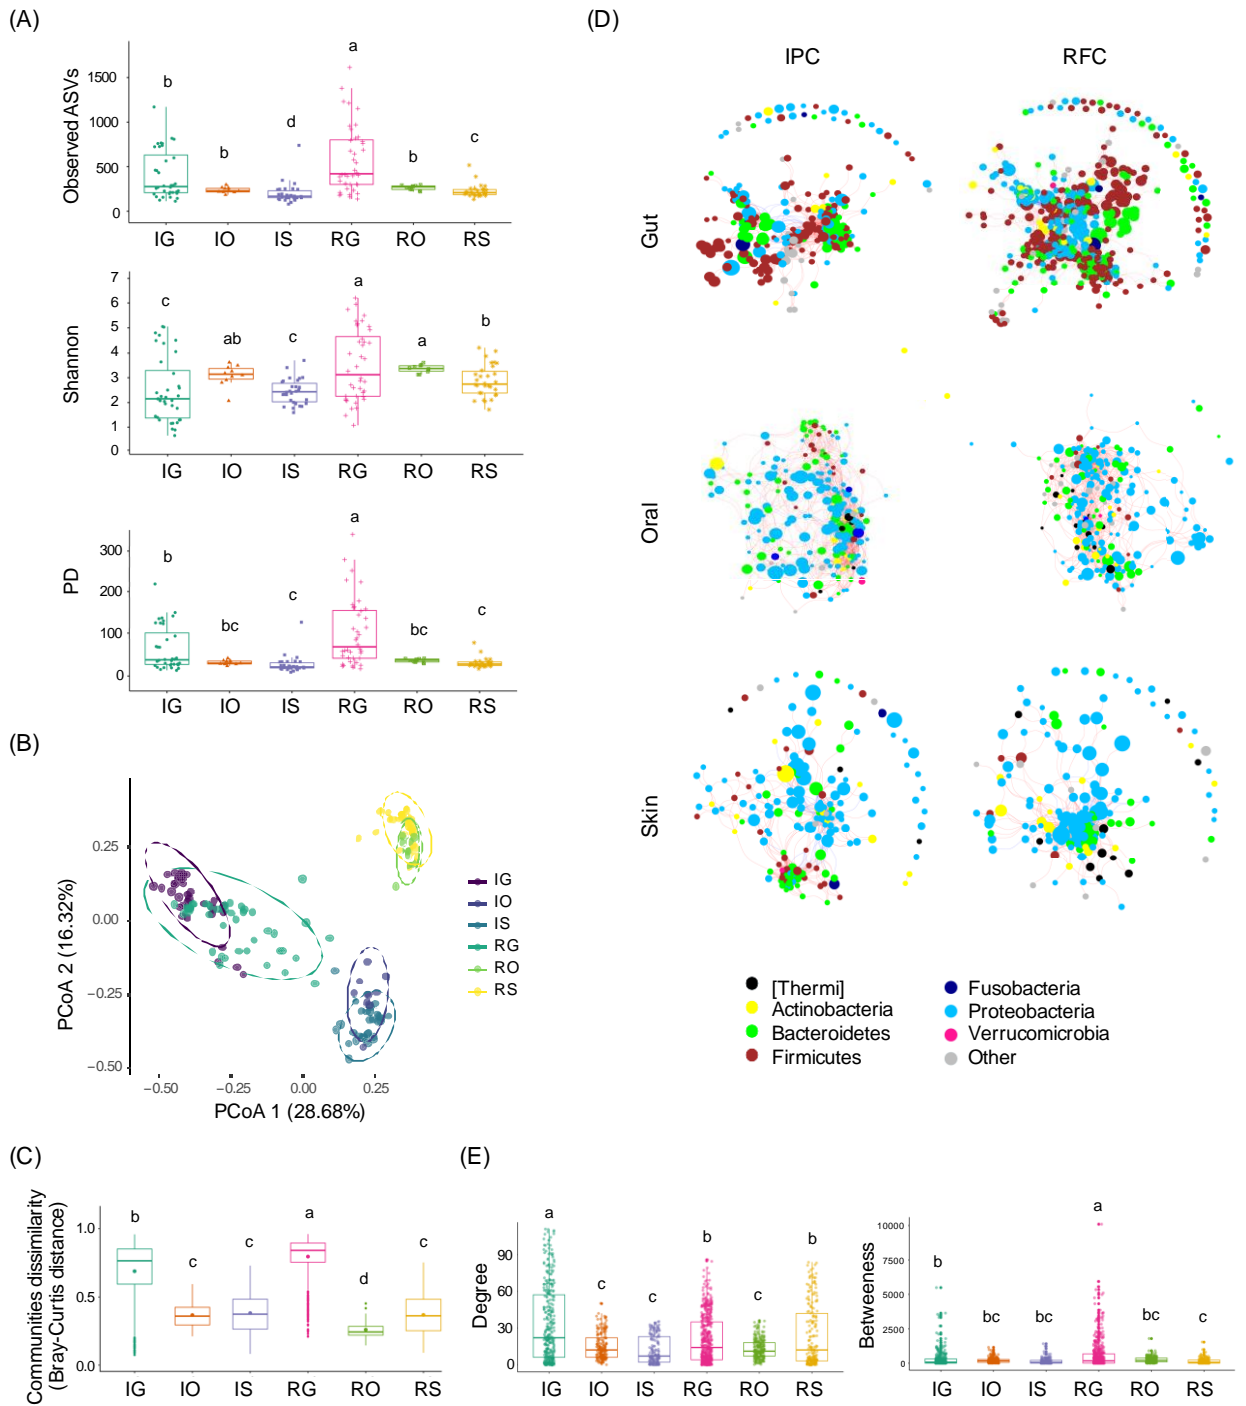 (A)
Observed ASVs
1500
1000
500
0
b
b
d
a
b
c
IG IO IS RG RO RS
Shannon
7
6
5
4
3
2
1
0
c
ab
c
a
a
b
IG IO IS RG RO RS
PD
300
200
100
0
b
bc
c
a
bc
c
IG IO IS RG RO RS
(B)
PCoA 2 (16.32%)
0.25
0.00
−0.25
−0.50
−0.50 −0.25 0.00 0.25
PCoA 1 (28.68%)
IG
IO
IS
RG
RO
RS
(C)
Communities dissimilarity
(Bray-Curtis distance)
1.0
0.5
0.0
b
c
c
a
d
c
IG IO IS RG RO RS
(D)
IPC RFC
Gut
Oral
Skin
[Thermi]
Actinobacteria
Bacteroidetes
Firmicutes
Fusobacteria
Proteobacteria
Verrucomicrobia
Other
(E)
Degree
90
60
30
0
a
c
c
b
c
b
IG IO IS RG RO RS
Betweeness
10000
7500
5000
2500
0
b
bc
bc
a
bc
c
IG IO IS RG RO RS